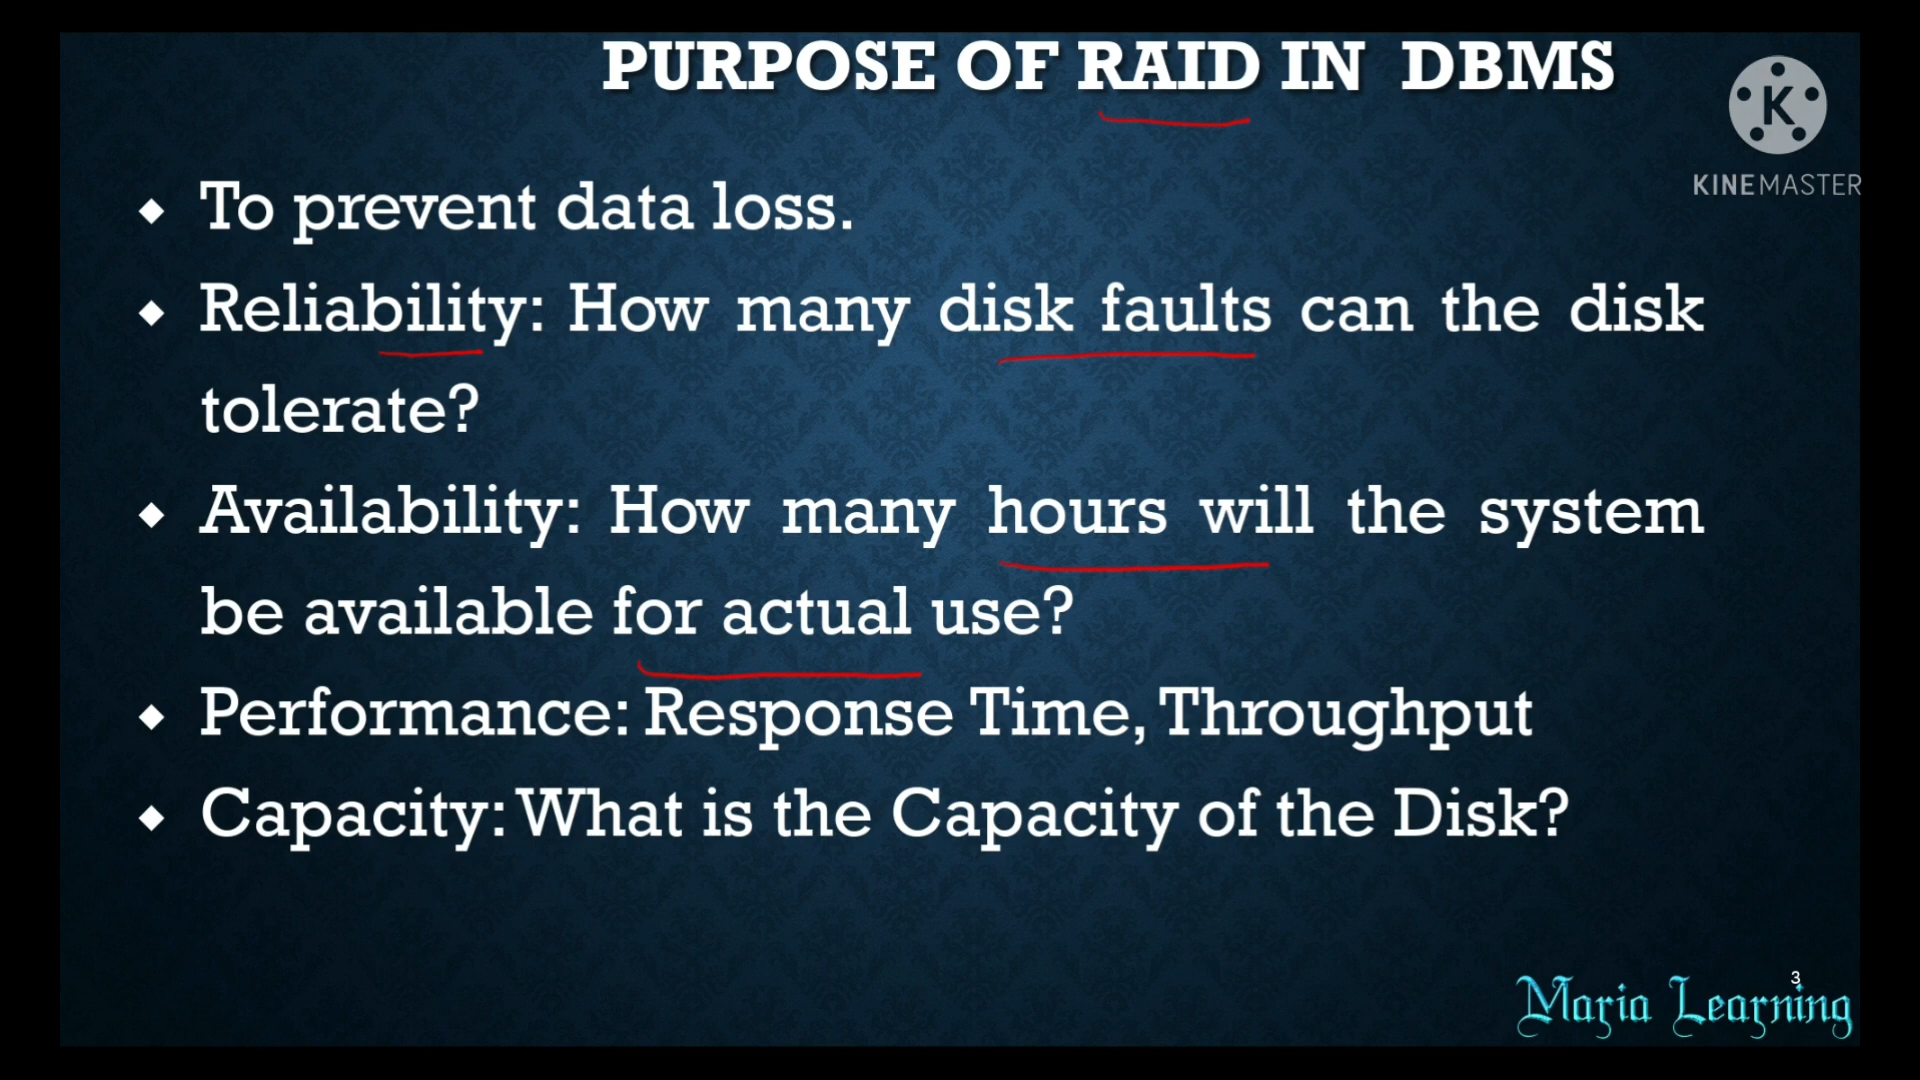 PURPOSE OF RAID IN DBMS
K
KINEMASTER
To prevent data loss.
Reliability: How many disk faults can the disk
tolerate?
Availability: How many hours will the system
be available for actual use?
Performance: Response Time, Throughput
Capacity: What is the Capacity of the Disk?
3
Maria Learning